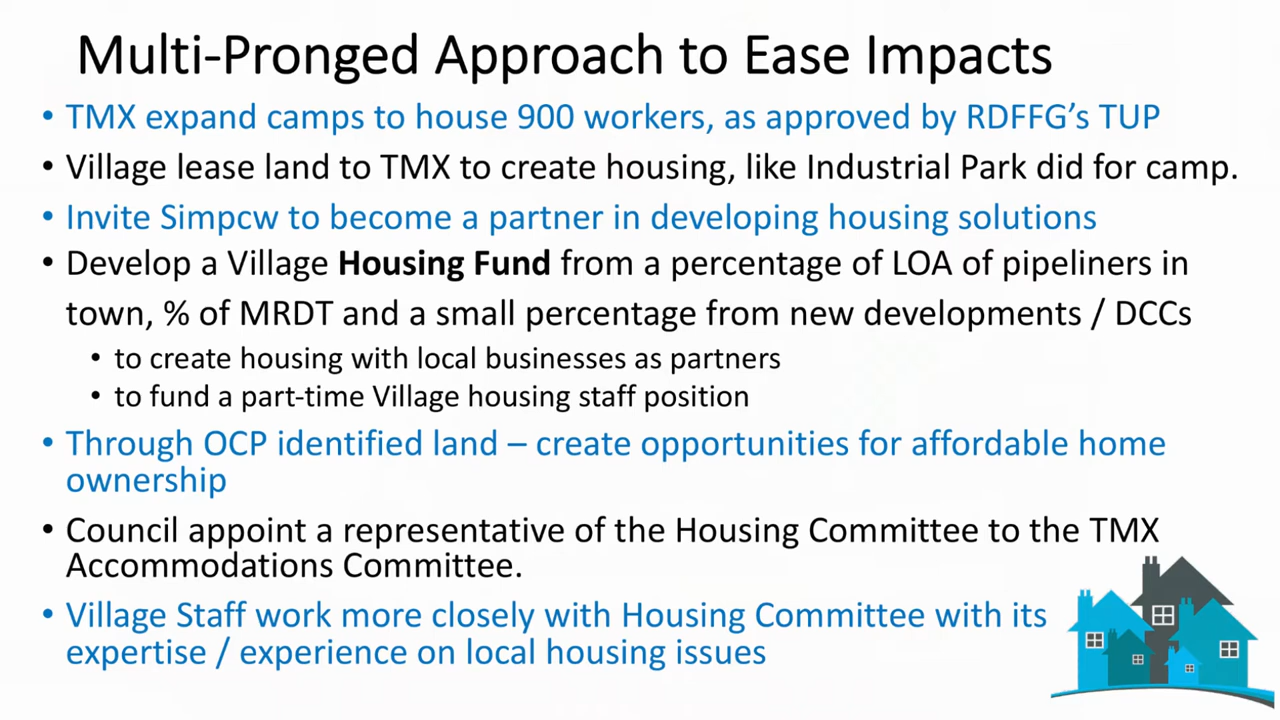 Multi-Pronged Approach to Ease Impacts
• TMX expand camps to house 900 workers, as approved by RDFFG’s TUP
• Village lease land to TMX to create housing, like Industrial Park did for camp.
• Invite Simpcw to become a partner in developing housing solutions
• Develop a Village Housing Fund from a percentage of LOA of pipeliners in
town, % of MRDT and a small percentage from new developments / DCCs
• to create housing with local businesses as partners
• to fund a part-time Village housing staff position
• Through OCP identified land – create opportunities for affordable home
ownership
• Council appoint a representative of the Housing Committee to the TMX
Accommodations Committee.
• Village Staff work more closely with Housing Committee with its
expertise / experience on local housing issues